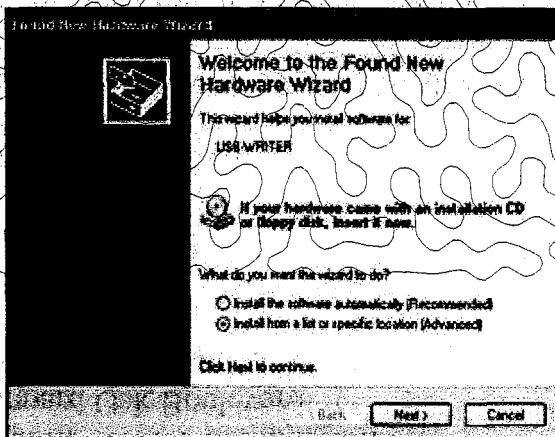 Found New Hardware Wizard
Welcome to the Found New
Hardware Wizard
This wizard helps you install software for:
USB-WRITER
If your hardware came with an installation CD
or floppy disk, insert it now.
What do you want the wizard to do?
Install the software automatically (Recommended)
Install from a list or specific location (Advanced)
Click Next to continue.
< Back
Next >
Cancel